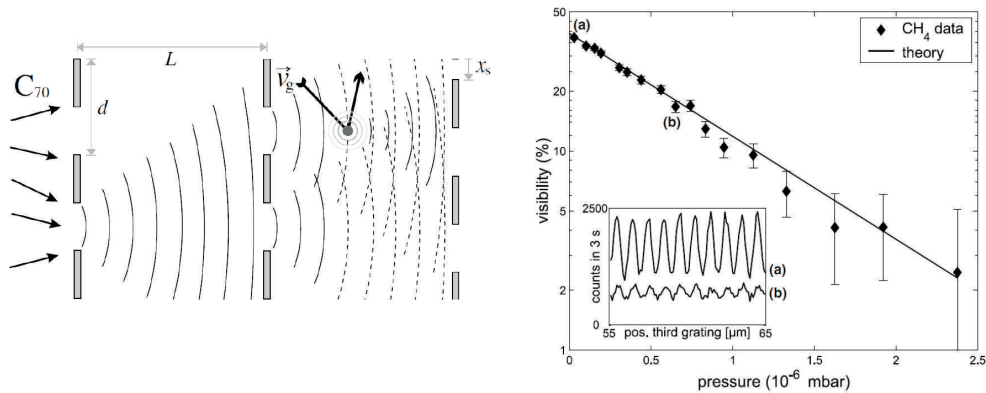 L
C70
d
v⃗g
xs
50
20
10
5
2
1
visibility (%)
(a)
(b)
CH4 data
theory
2500
0
counts in 3 s
(a)
(b)
55
65
pos. third grating [μm]
0
0.5
1
1.5
2
2.5
pressure (10-6 mbar)